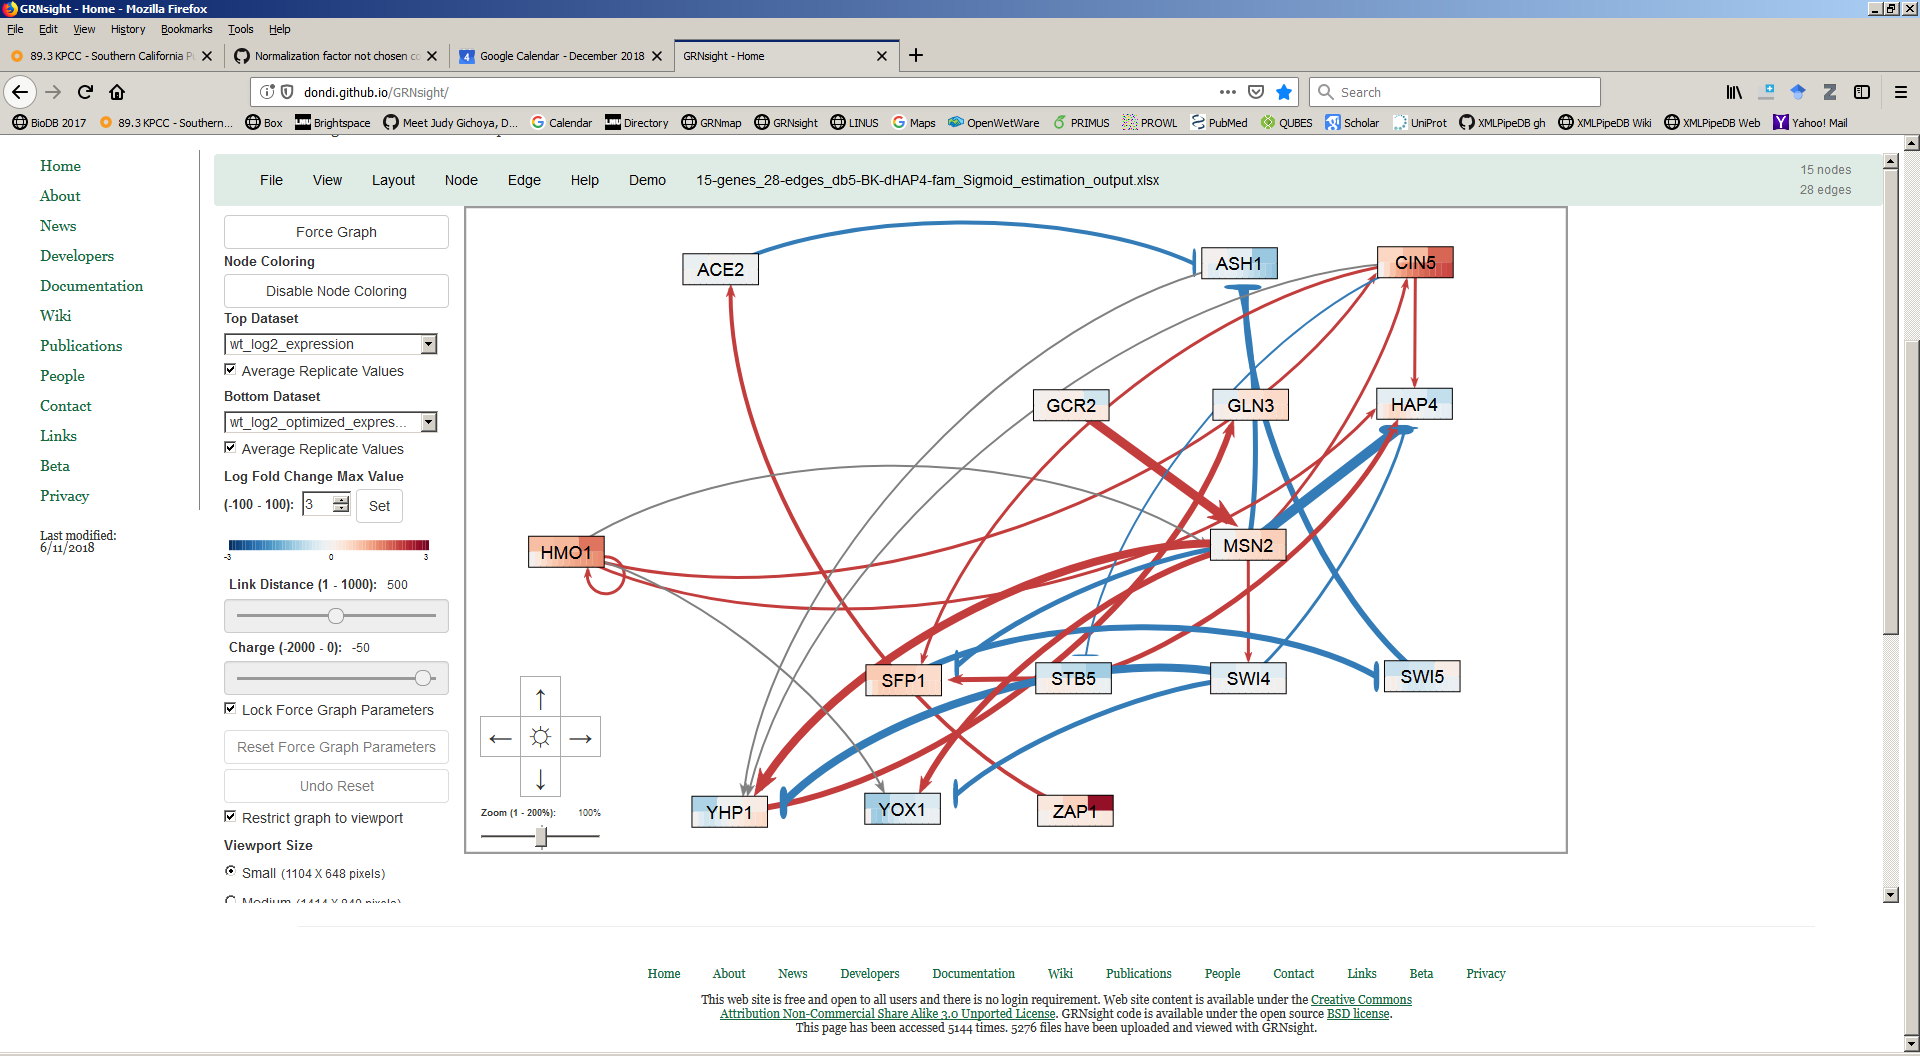 GRNsight - Home - Mozilla Firefox
File Edit View History Bookmarks Tools Help
89.3 KPCC - Southern California P
Normalization factor not chosen co
4 Google Calendar - December 2018
GRNsight - Home
dondi.github.io/GRNsight/
Search
BioDB 2017 89.3 KPCC - Southern... Box LMU Brightspace Meet Judy Gichoya, D... Calendar LMU Directory GRNmap GRNsight LINUS Maps OpenWetWare PRIMUS PROWL PubMed QUBES Scholar UniProt XMLPipeDB gh XMLPipeDB Wiki XMLPipeDB Web Yahoo! Mail
Home
About
News
Developers
Documentation
Wiki
Publications
People
Contact
Links
Beta
Privacy
Last modified:
6/11/2018
File View Layout Node Edge Help Demo 15-genes_28-edges_db5-BK-dHAP4-fam_Sigmoid_estimation_output.xlsx
15 nodes
28 edges
Force Graph
Node Coloring
Disable Node Coloring
Top Dataset
wt_log2_expression
Average Replicate Values
Bottom Dataset
wt_log2_optimized_expres...
Average Replicate Values
Log Fold Change Max Value
(-100 - 100): 3 Set
-3 0 3
Link Distance (1 - 1000): 500
Charge (-2000 - 0): -50
Lock Force Graph Parameters
Reset Force Graph Parameters
Undo Reset
Restrict graph to viewport
Viewport Size
Small (1104 X 648 pixels)
Medium (1414 X 840 pixels)
ACE2 ASH1 CIN5
GCR2 GLN3 HAP4
HMO1 MSN2
SFP1 STB5 SWI4 SWI5
YHP1 YOX1 ZAP1
Zoom (1 - 200%): 100%
Home About News Developers Documentation Wiki Publications People Contact Links Beta Privacy
This web site is free and open to all users and there is no login requirement. Web site content is available under the Creative Commons
Attribution Non-Commercial Share Alike 3.0 Unported License. GRNsight code is available under the open source BSD license.
This page has been accessed 5144 times. 5276 files have been uploaded and viewed with GRNsight.